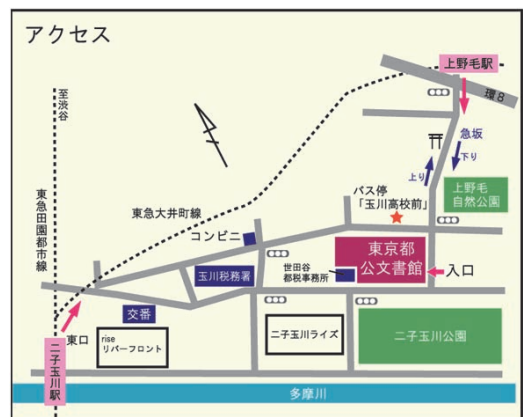 アクセス
上野毛駅
環8
至渋谷
急坂
上り
下り
バス停
「玉川高校前」
上野毛
自然公園
東急大井町線
東急田園都市線
コンビニ
玉川税務署
世田谷
都税事務所
東京都
公文書館
入口
交番
東口
rise
リバーフロント
二子玉川ライズ
二子玉川公園
二子玉川駅
多摩川